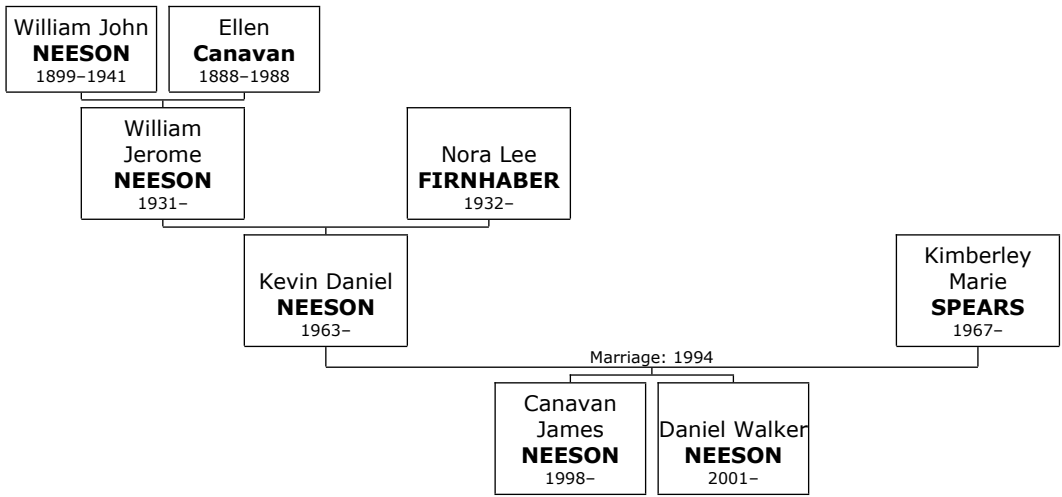 William John
NEESON
1899–1941
Ellen
Canavan
1888–1988
William
Jerome
NEESON
1931–
Nora Lee
FIRNHABER
1932–
Kevin Daniel
NEESON
1963–
Kimberley
Marie
SPEARS
1967–
Marriage: 1994
Canavan
James
NEESON
1998–
Daniel Walker
NEESON
2001–